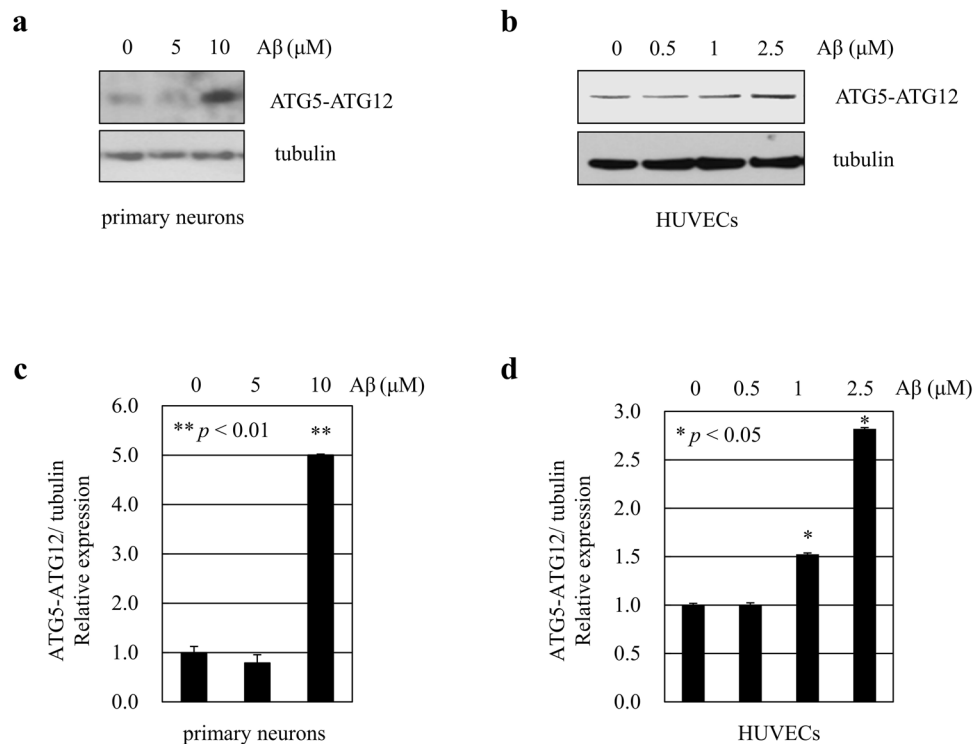 a
0 5 10 Aβ (µM)
ATG5-ATG12
tubulin
primary neurons
b
0 0.5 1 2.5 Aβ (µM)
ATG5-ATG12
tubulin
HUVECs
c
0 5 10 Aβ (µM)
** p < 0.01
**
6.0
5.0
4.0
3.0
2.0
1.0
0.0
ATG5-ATG12/ tubulin
Relative expression
primary neurons
d
0 0.5 1 2.5 Aβ (µM)
* p < 0.05
*
*
3.0
2.5
2.0
1.5
1.0
0.5
0.0
ATG5-ATG12/ tubulin
Relative expression
HUVECs